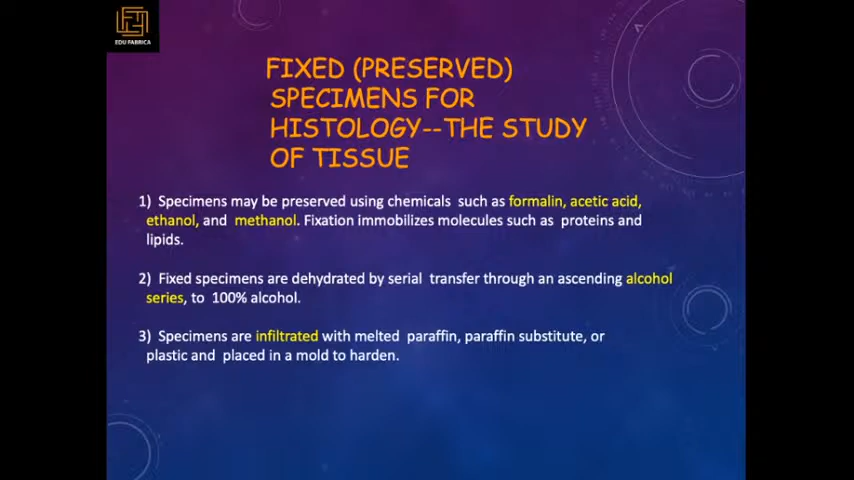 EDU FABRICA
FIXED (PRESERVED)
SPECIMENS FOR
HISTOLOGY--THE STUDY
OF TISSUE
1) Specimens may be preserved using chemicals such as formalin, acetic acid,
ethanol, and methanol. Fixation immobilizes molecules such as proteins and
lipids.
2) Fixed specimens are dehydrated by serial transfer through an ascending alcohol
series, to 100% alcohol.
3) Specimens are infiltrated with melted paraffin, paraffin substitute, or
plastic and placed in a mold to harden.